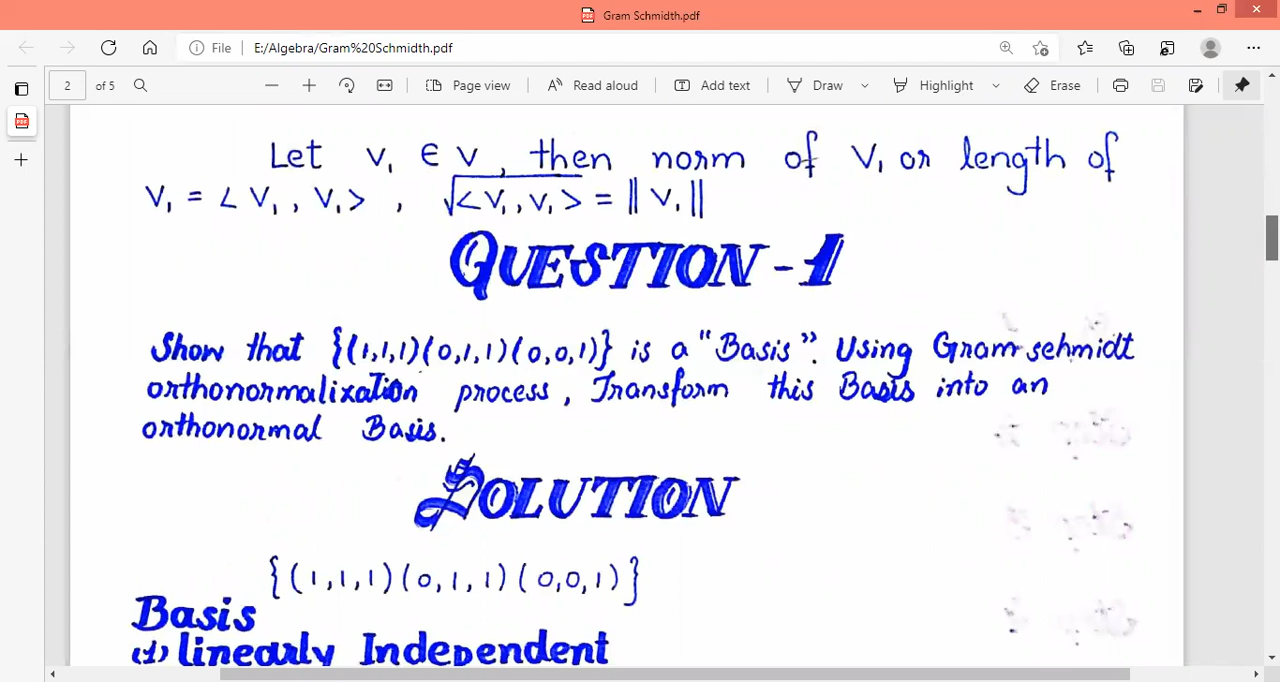 Gram Schmidth.pdf
File E:/Algebra/Gram%20Schmidth.pdf
2 of 5 Page view Read aloud Add text Draw Highlight Erase
Let V₁ ∈ V, then norm of V₁ or length of
V₁ = < V₁, V₁ > , √<V₁, V₁> = || V₁ ||
QUESTION - 1
Show that {(1,1,1)(0,1,1)(0,0,1)} is a "Basis". Using Gram schmidt
orthonormalixation process, Transform this Basis into an
orthonormal Basis.
SOLUTION
{(1,1,1)(0,1,1)(0,0,1)}
Basis
(1) linearly Independent